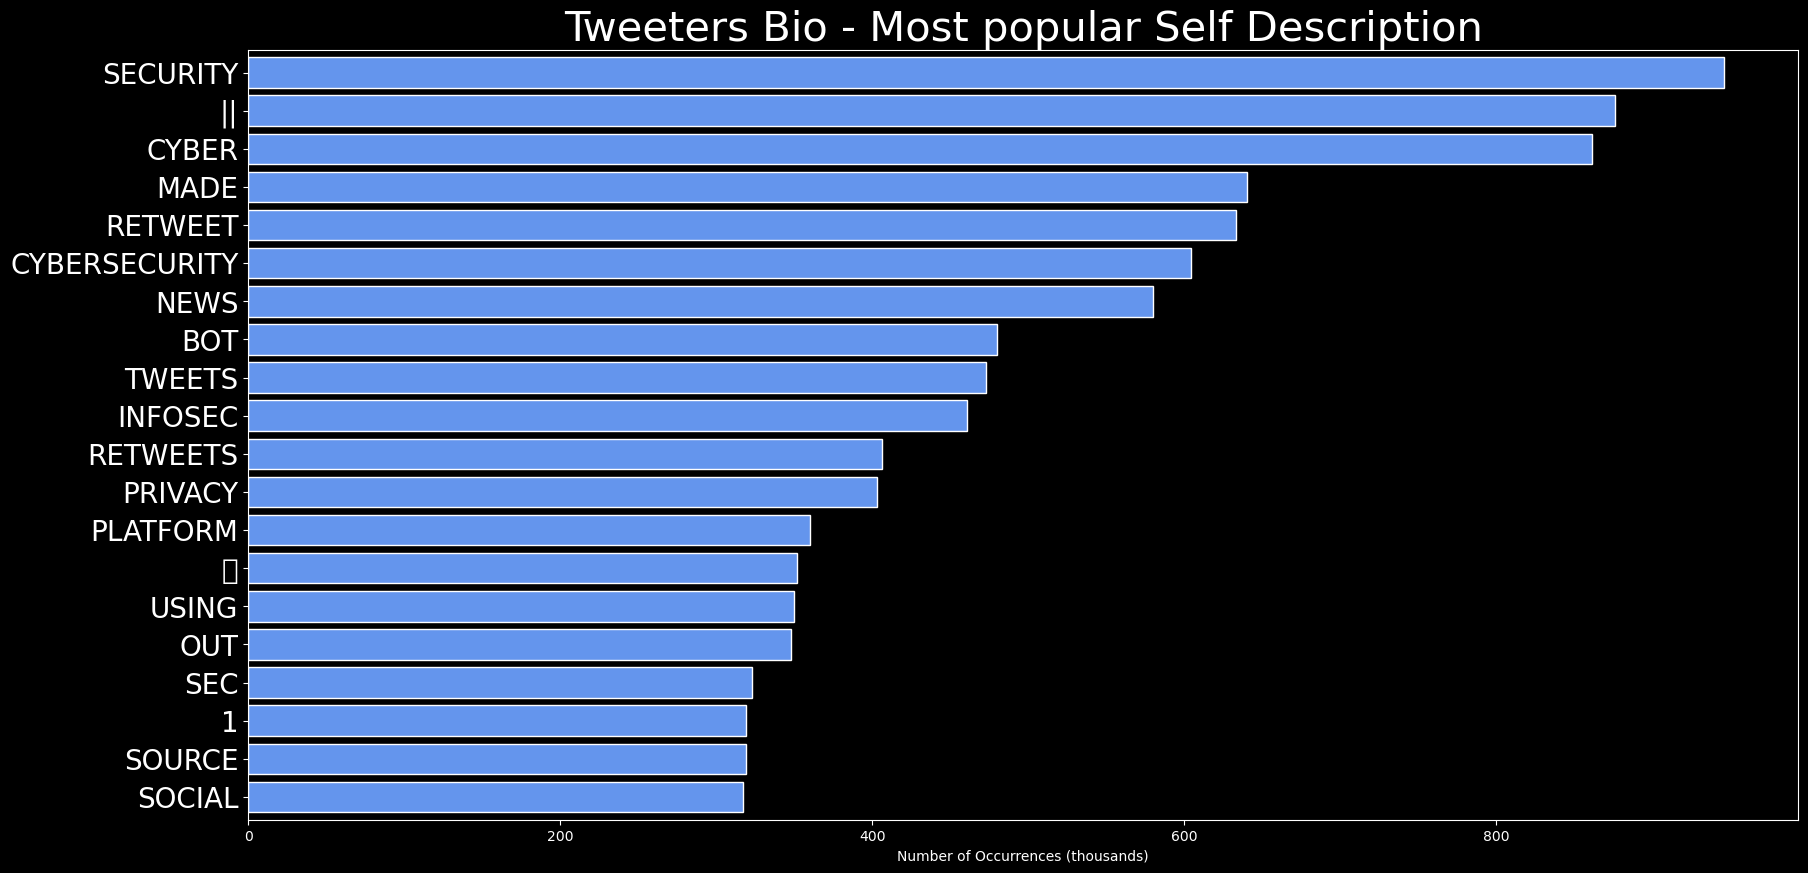 Tweeters Bio - Most popular Self Description
SECURITY
||
CYBER
MADE
RETWEET
CYBERSECURITY
NEWS
BOT
TWEETS
INFOSEC
RETWEETS
PRIVACY
PLATFORM
▯
USING
OUT
SEC
1
SOURCE
SOCIAL
0 200 400 600 800
Number of Occurrences (thousands)